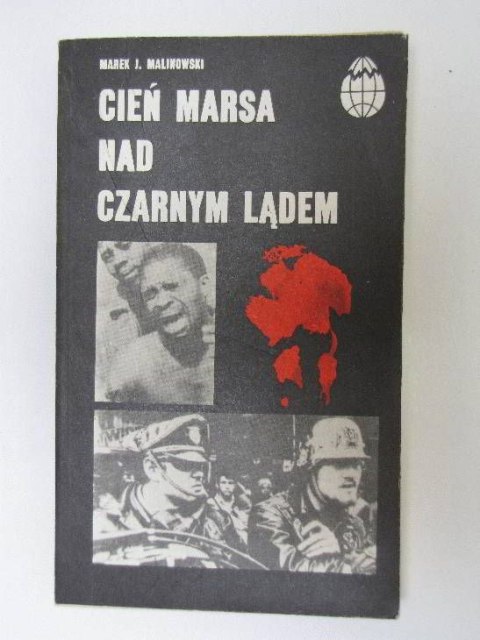 MAREK J. MALINOWSKI
CIEŃ MARSA
NAD
CZARNYM LĄDEM